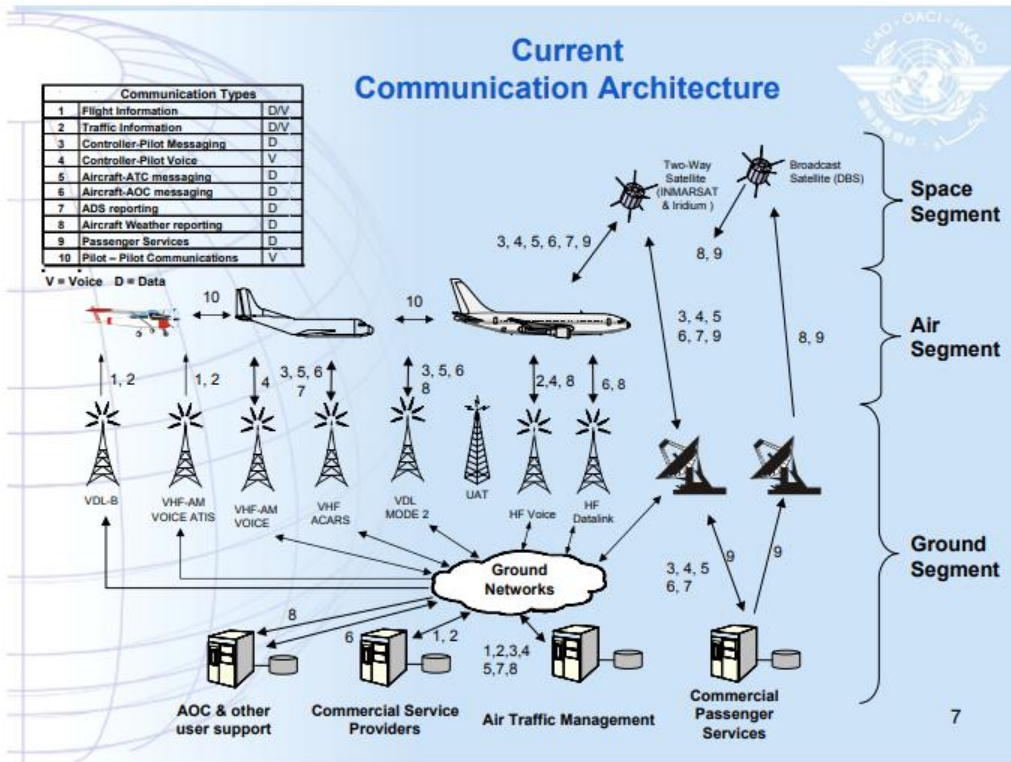 Current
Communication Architecture
ICAO · OACI · ИКАО
Communication Types
1 Flight Information D/V
2 Traffic Information D/V
3 Controller-Pilot Messaging D
4 Controller-Pilot Voice V
5 Aircraft-ATC messaging D
6 Aircraft-AOC messaging D
7 ADS reporting D
8 Aircraft Weather reporting D
9 Passenger Services D
10 Pilot – Pilot Communications V
V = Voice D = Data
Two-Way
Satellite
(INMARSAT
& Iridium )
Broadcast
Satellite (DBS)
Space
Segment
3, 4, 5, 6, 7, 9
8, 9
10
10
3, 4, 5
6, 7, 9
8, 9
Air
Segment
1, 2
1, 2
4
3, 5, 6
7
3, 5, 6
8
2,4, 8
6, 8
VDL-B
VHF-AM
VOICE ATIS
VHF-AM
VOICE
VHF
ACARS
VDL
MODE 2
UAT
HF Voice
HF
Datalink
Ground
Networks
Ground
Segment
3, 4, 5
6, 7
9
9
8
6
1, 2
1,2,3,4
5,7,8
AOC & other
user support
Commercial Service
Providers
Air Traffic Management
Commercial
Passenger
Services
7